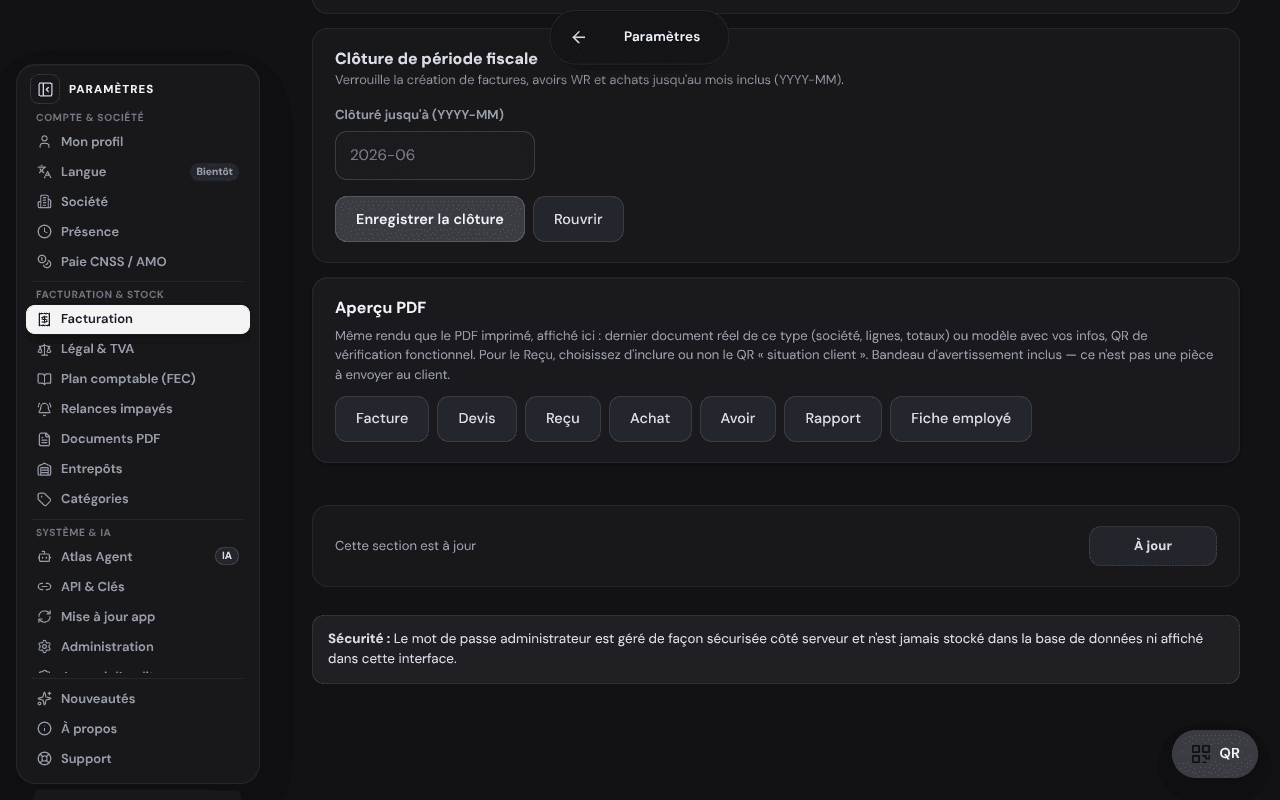 Paramètres
PARAMÈTRES
COMPTE & SOCIÉTÉ
Mon profil
Langue
Bientôt
Société
Présence
Paie CNSS / AMO
FACTURATION & STOCK
Facturation
Légal & TVA
Plan comptable (FEC)
Relances impayés
Documents PDF
Entrepôts
Catégories
SYSTÈME & IA
Atlas Agent
IA
API & Clés
Mise à jour app
Administration
Nouveautés
À propos
Support
Clôture de période fiscale
Verrouille la création de factures, avoirs WR et achats jusqu'au mois inclus (YYYY-MM).
Clôturé jusqu'à (YYYY-MM)
2026-06
Enregistrer la clôture
Rouvrir
Aperçu PDF
Même rendu que le PDF imprimé, affiché ici : dernier document réel de ce type (société, lignes, totaux) ou modèle avec vos infos, QR de
vérification fonctionnel. Pour le Reçu, choisissez d'inclure ou non le QR « situation client ». Bandeau d'avertissement inclus — ce n'est pas une pièce
à envoyer au client.
Facture
Devis
Reçu
Achat
Avoir
Rapport
Fiche employé
Cette section est à jour
À jour
Sécurité : Le mot de passe administrateur est géré de façon sécurisée côté serveur et n'est jamais stocké dans la base de données ni affiché
dans cette interface.
QR